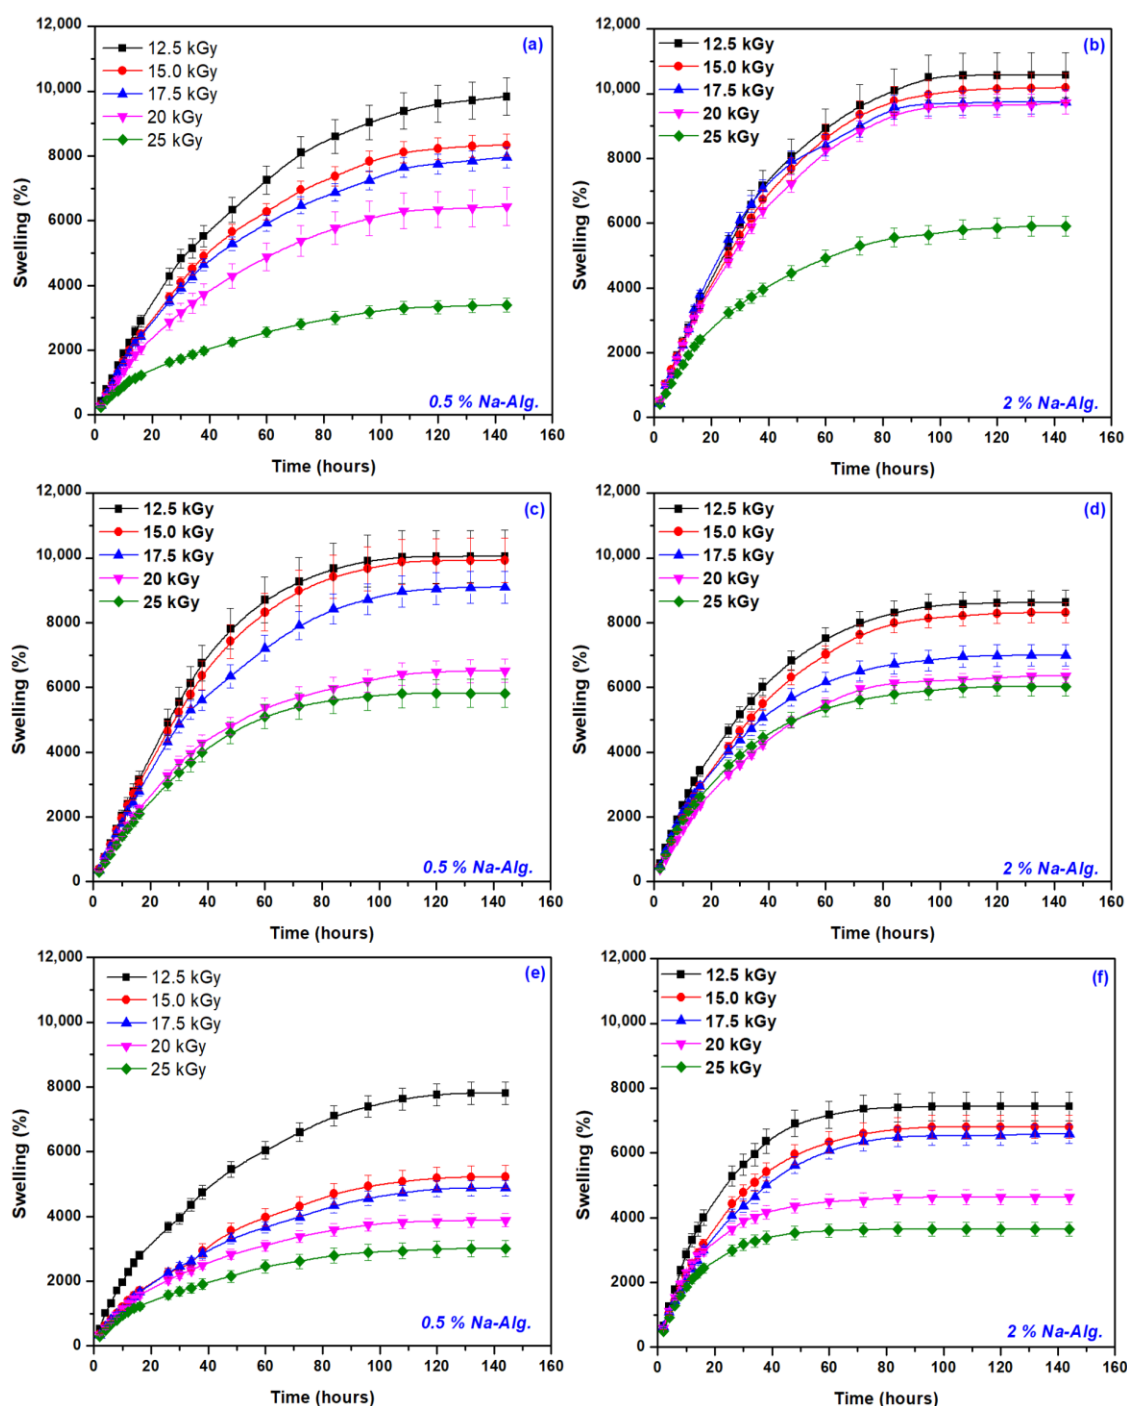 12,000
10,000
8000
6000
4000
2000
0
Swelling (%)
12.5 kGy
15.0 kGy
17.5 kGy
20 kGy
25 kGy
(a)
0.5 % Na-Alg.
0 20 40 60 80 100 120 140 160
Time (hours)
12,000
10,000
8000
6000
4000
2000
0
Swelling (%)
12.5 kGy
15.0 kGy
17.5 kGy
20 kGy
25 kGy
(b)
2 % Na-Alg.
0 20 40 60 80 100 120 140 160
Time (hours)
12,000
10,000
8000
6000
4000
2000
0
Swelling (%)
12.5 kGy
15.0 kGy
17.5 kGy
20 kGy
25 kGy
(c)
0.5 % Na-Alg.
0 20 40 60 80 100 120 140 160
Time (hours)
12,000
10,000
8000
6000
4000
2000
0
Swelling (%)
12.5 kGy
15.0 kGy
17.5 kGy
20 kGy
25 kGy
(d)
2 % Na-Alg.
0 20 40 60 80 100 120 140 160
Time (hours)
12,000
10,000
8000
6000
4000
2000
0
Swelling (%)
12.5 kGy
15.0 kGy
17.5 kGy
20 kGy
25 kGy
(e)
0.5 % Na-Alg.
0 20 40 60 80 100 120 140 160
Time (hours)
12,000
10,000
8000
6000
4000
2000
0
Swelling (%)
12.5 kGy
15.0 kGy
17.5 kGy
20 kGy
25 kGy
(f)
2 % Na-Alg.
0 20 40 60 80 100 120 140 160
Time (hours)